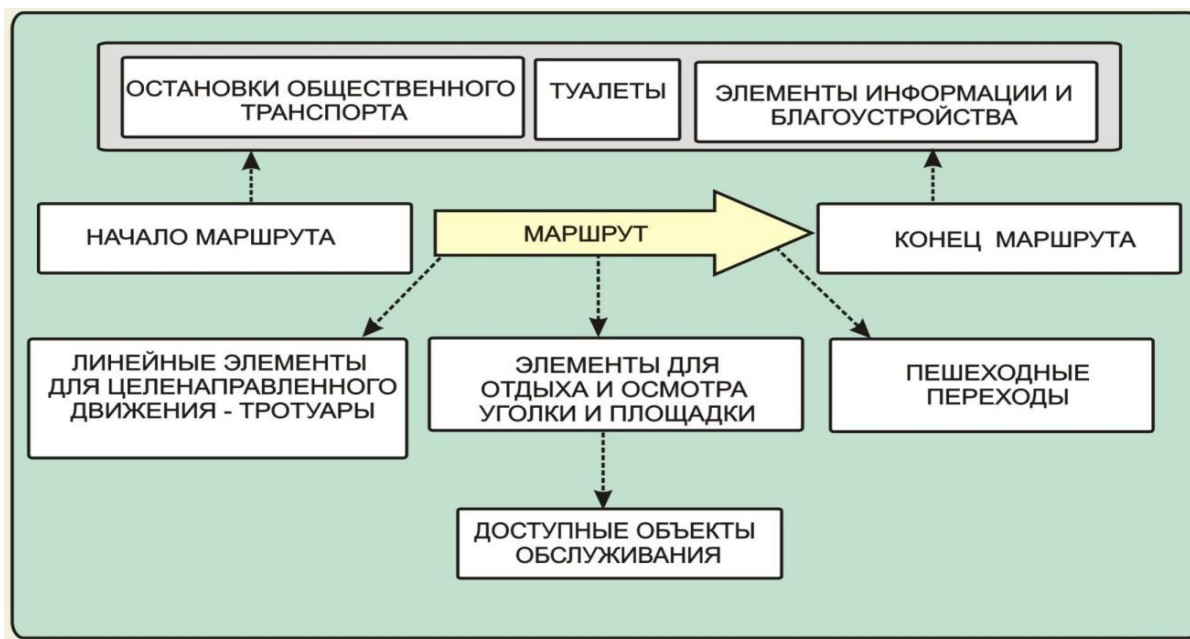 ОСТАНОВКИ ОБЩЕСТВЕННОГО
ТРАНСПОРТА
ТУАЛЕТЫ
ЭЛЕМЕНТЫ ИНФОРМАЦИИ И
БЛАГОУСТРОЙСТВА
НАЧАЛО МАРШРУТА
МАРШРУТ
КОНЕЦ МАРШРУТА
ЛИНЕЙНЫЕ ЭЛЕМЕНТЫ
ДЛЯ ЦЕЛЕНАПРАВЛЕННОГО
ДВИЖЕНИЯ - ТРОТУАРЫ
ЭЛЕМЕНТЫ ДЛЯ
ОТДЫХА И ОСМОТРА
УГОЛКИ И ПЛОЩАДКИ
ПЕШЕХОДНЫЕ
ПЕРЕХОДЫ
ДОСТУПНЫЕ ОБЪЕКТЫ
ОБСЛУЖИВАНИЯ